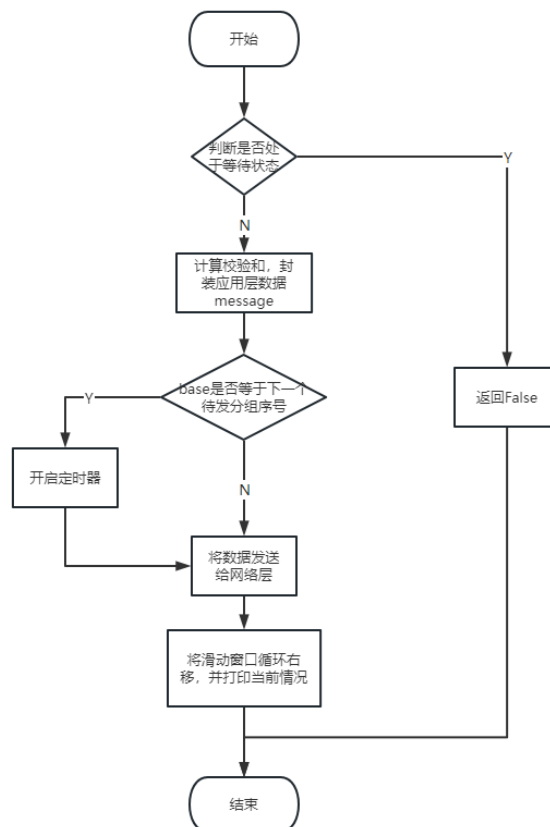 开始
判断是否处
于等待状态
Y
N
计算校验和，封
装应用层数据
message
base是否等于下一个
待发分组序号
Y
返回False
开启定时器
N
将数据发送
给网络层
将滑动窗口循环右
移，并打印当前情况
结束